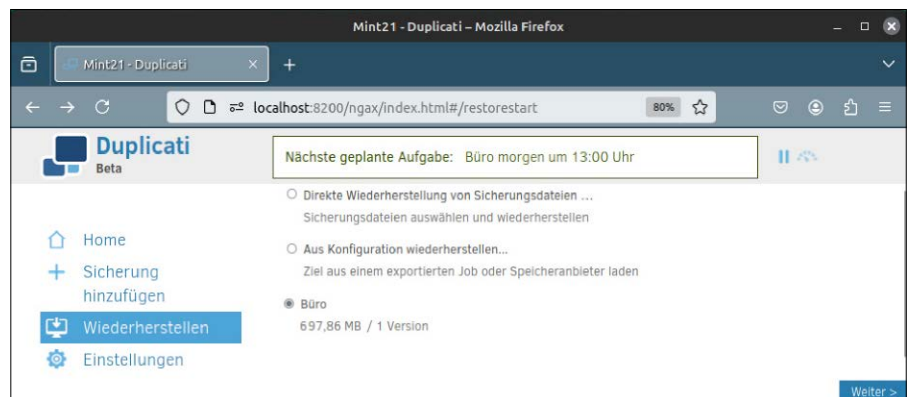 Mint21 - Duplicati – Mozilla Firefox
Mint21 - Duplicati
localhost:8200/ngax/index.html#/restorestart
80%
Duplicati
Beta
Nächste geplante Aufgabe: Büro morgen um 13:00 Uhr
Home
Sicherung
hinzufügen
Wiederherstellen
Einstellungen
Direkte Wiederherstellung von Sicherungsdateien ...
Sicherungsdateien auswählen und wiederherstellen
Aus Konfiguration wiederherstellen...
Ziel aus einem exportierten Job oder Speicheranbieter laden
Büro
697,86 MB / 1 Version
Weiter >